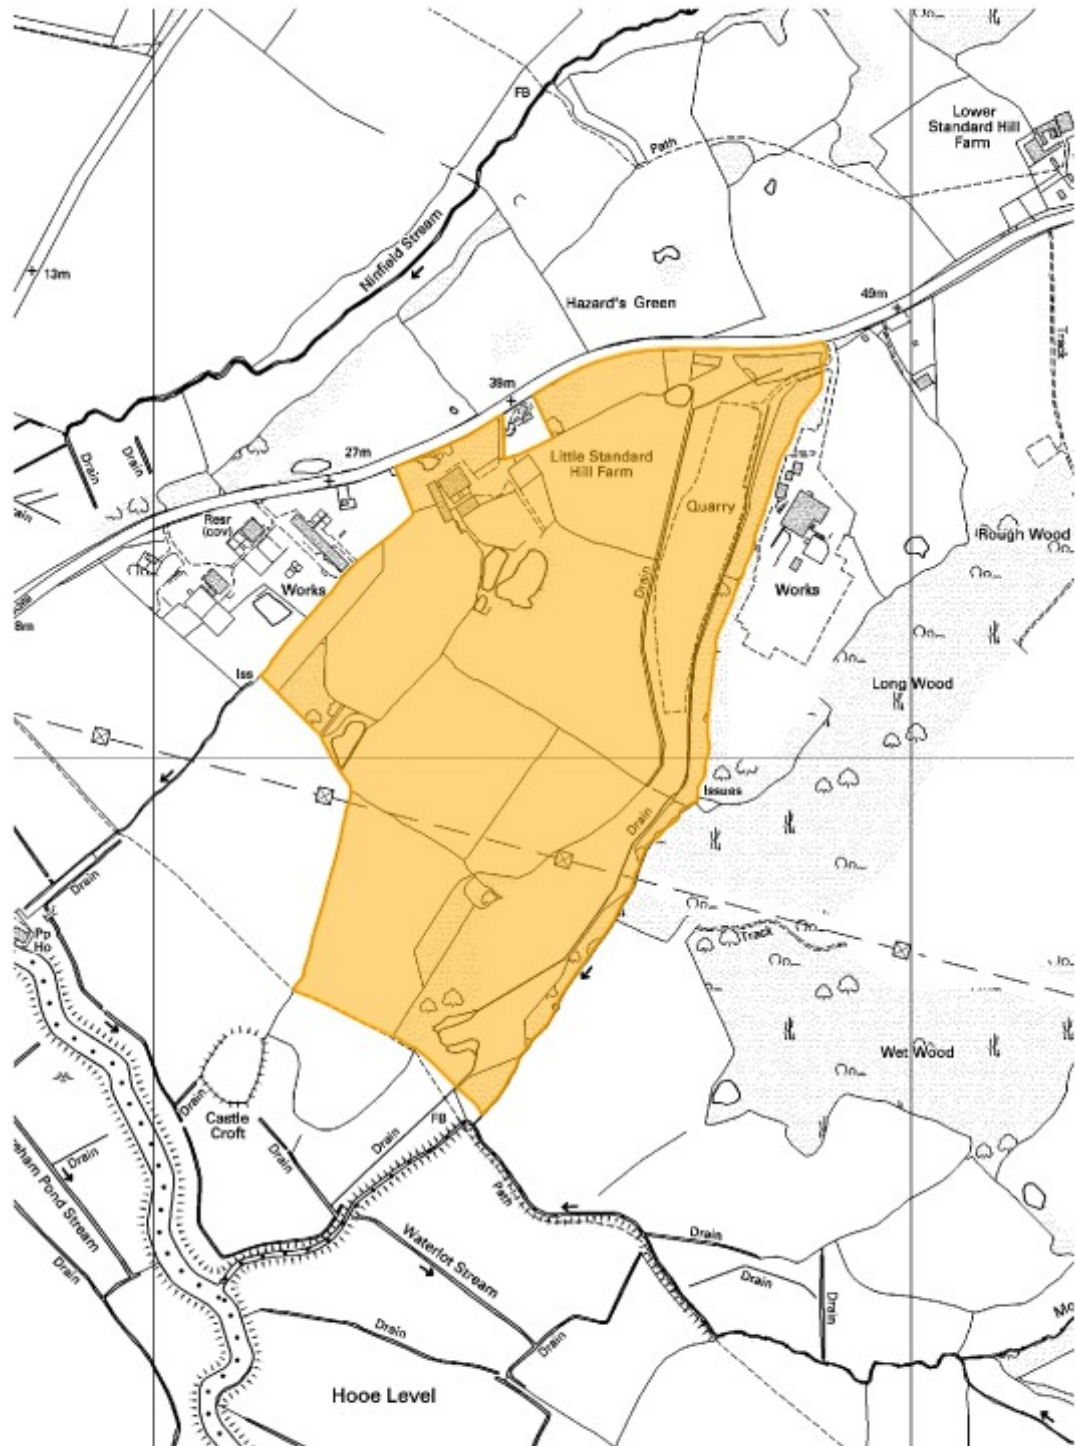 FB
Lower
Standard Hill
Farm
Path
Ninfield Stream
13m
Hazard's Green
49m
Track
39m
27m
Little Standard
Hill Farm
Drain
Drain
Quarry
Resr
(cov)
Rough Wood
Works
Drain
Works
8m
Iss
Long Wood
Issues
Drain
Drain
Track
Pp
Ho
Wet Wood
Castle
Croft
Drain
FB
Drain
Drain
Drain
Path
Pond Stream
Waterlot Stream
Drain
Drain
Drain
Drain
Drain
Drain
Hooe Level